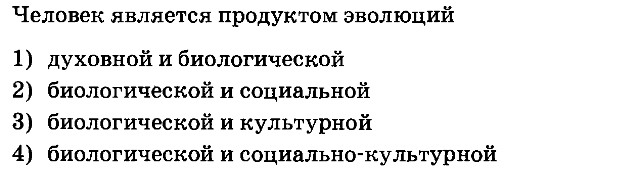 Человек является продуктом эволюций
1) духовной и биологической
2) биологической и социальной
3) биологической и культурной
4) биологической и социально-культурной